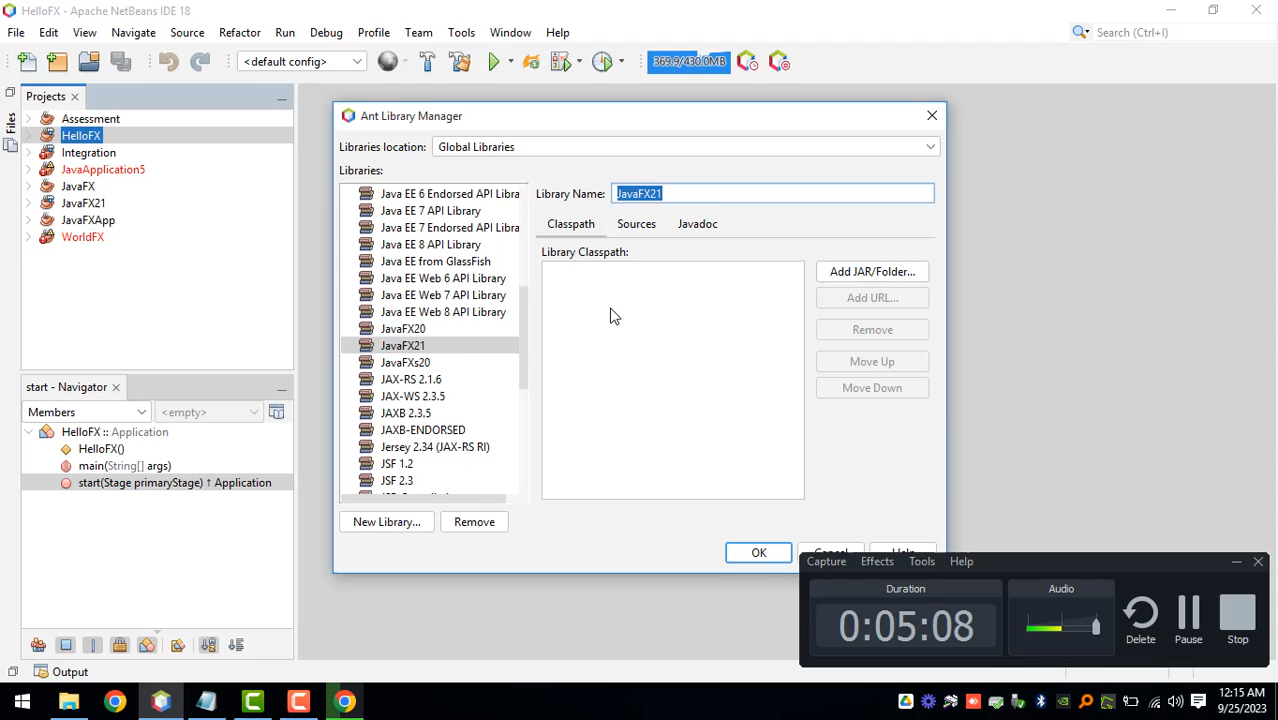 HelloFX - Apache NetBeans IDE 18
File Edit View Navigate Source Refactor Run Debug Profile Team Tools Window Help
Search (Ctrl+I)
<default config>
369.9/430.0MB
Projects
Files
Assessment
HelloFX
Integration
JavaApplication5
JavaFX
JavaFX21
JavaFXApp
WorldFX
start - Navigator
Members
<empty>
HelloFX :: Application
HelloFX()
main(String[] args)
start(Stage primaryStage) ↑ Application
Output
Ant Library Manager
Libraries location: Global Libraries
Libraries:
Java EE 6 Endorsed API Libra
Java EE 7 API Library
Java EE 7 Endorsed API Libra
Java EE 8 API Library
Java EE from GlassFish
Java EE Web 6 API Library
Java EE Web 7 API Library
Java EE Web 8 API Library
JavaFX20
JavaFX21
JavaFXs20
JAX-RS 2.1.6
JAX-WS 2.3.5
JAXB 2.3.5
JAXB-ENDORSED
Jersey 2.34 (JAX-RS RI)
JSF 1.2
JSF 2.3
New Library... Remove
Library Name: JavaFX21
Classpath Sources Javadoc
Library Classpath:
Add JAR/Folder...
Add URL...
Remove
Move Up
Move Down
OK Cancel Help
Capture Effects Tools Help
Duration
0:05:08
Audio
Delete Pause Stop
12:15 AM
9/25/2023